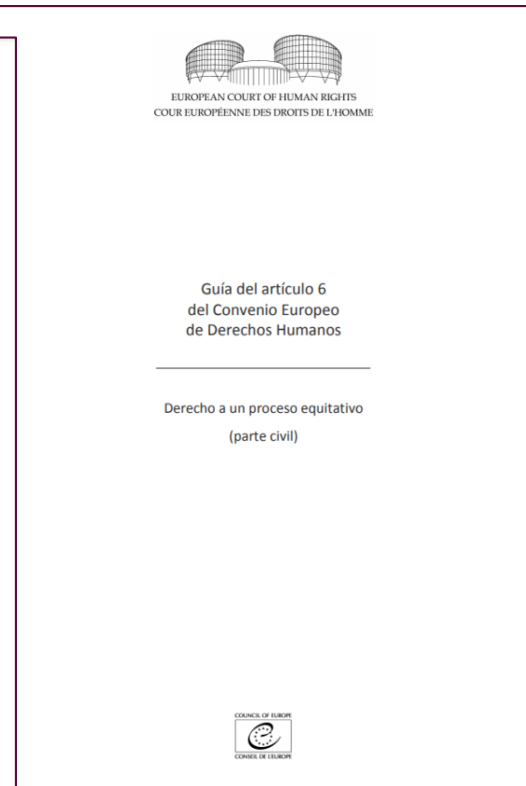 EUROPEAN COURT OF HUMAN RIGHTS
COUR EUROPÉENNE DES DROITS DE L'HOMME
Guía del artículo 6
del Convenio Europeo
de Derechos Humanos
Derecho a un proceso equitativo
(parte civil)
COUNCIL OF EUROPE
CONSEIL DE L'EUROPE